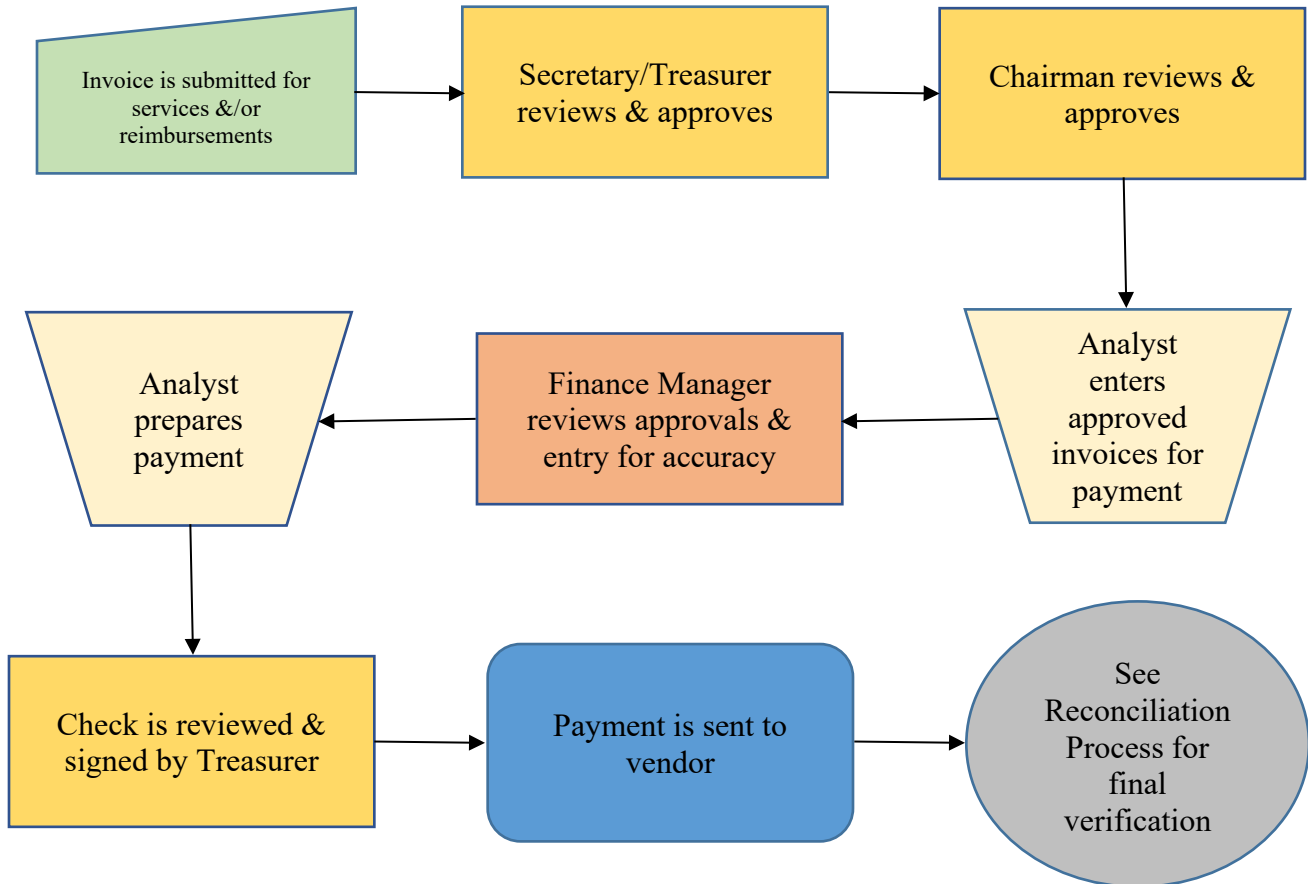 Invoice is submitted for
services &/or
reimbursements
Secretary/Treasurer
reviews & approves
Chairman reviews &
approves
Analyst
enters
approved
invoices for
payment
Finance Manager
reviews approvals &
entry for accuracy
Analyst
prepares
payment
Check is reviewed &
signed by Treasurer
Payment is sent to
vendor
See
Reconciliation
Process for
final
verification